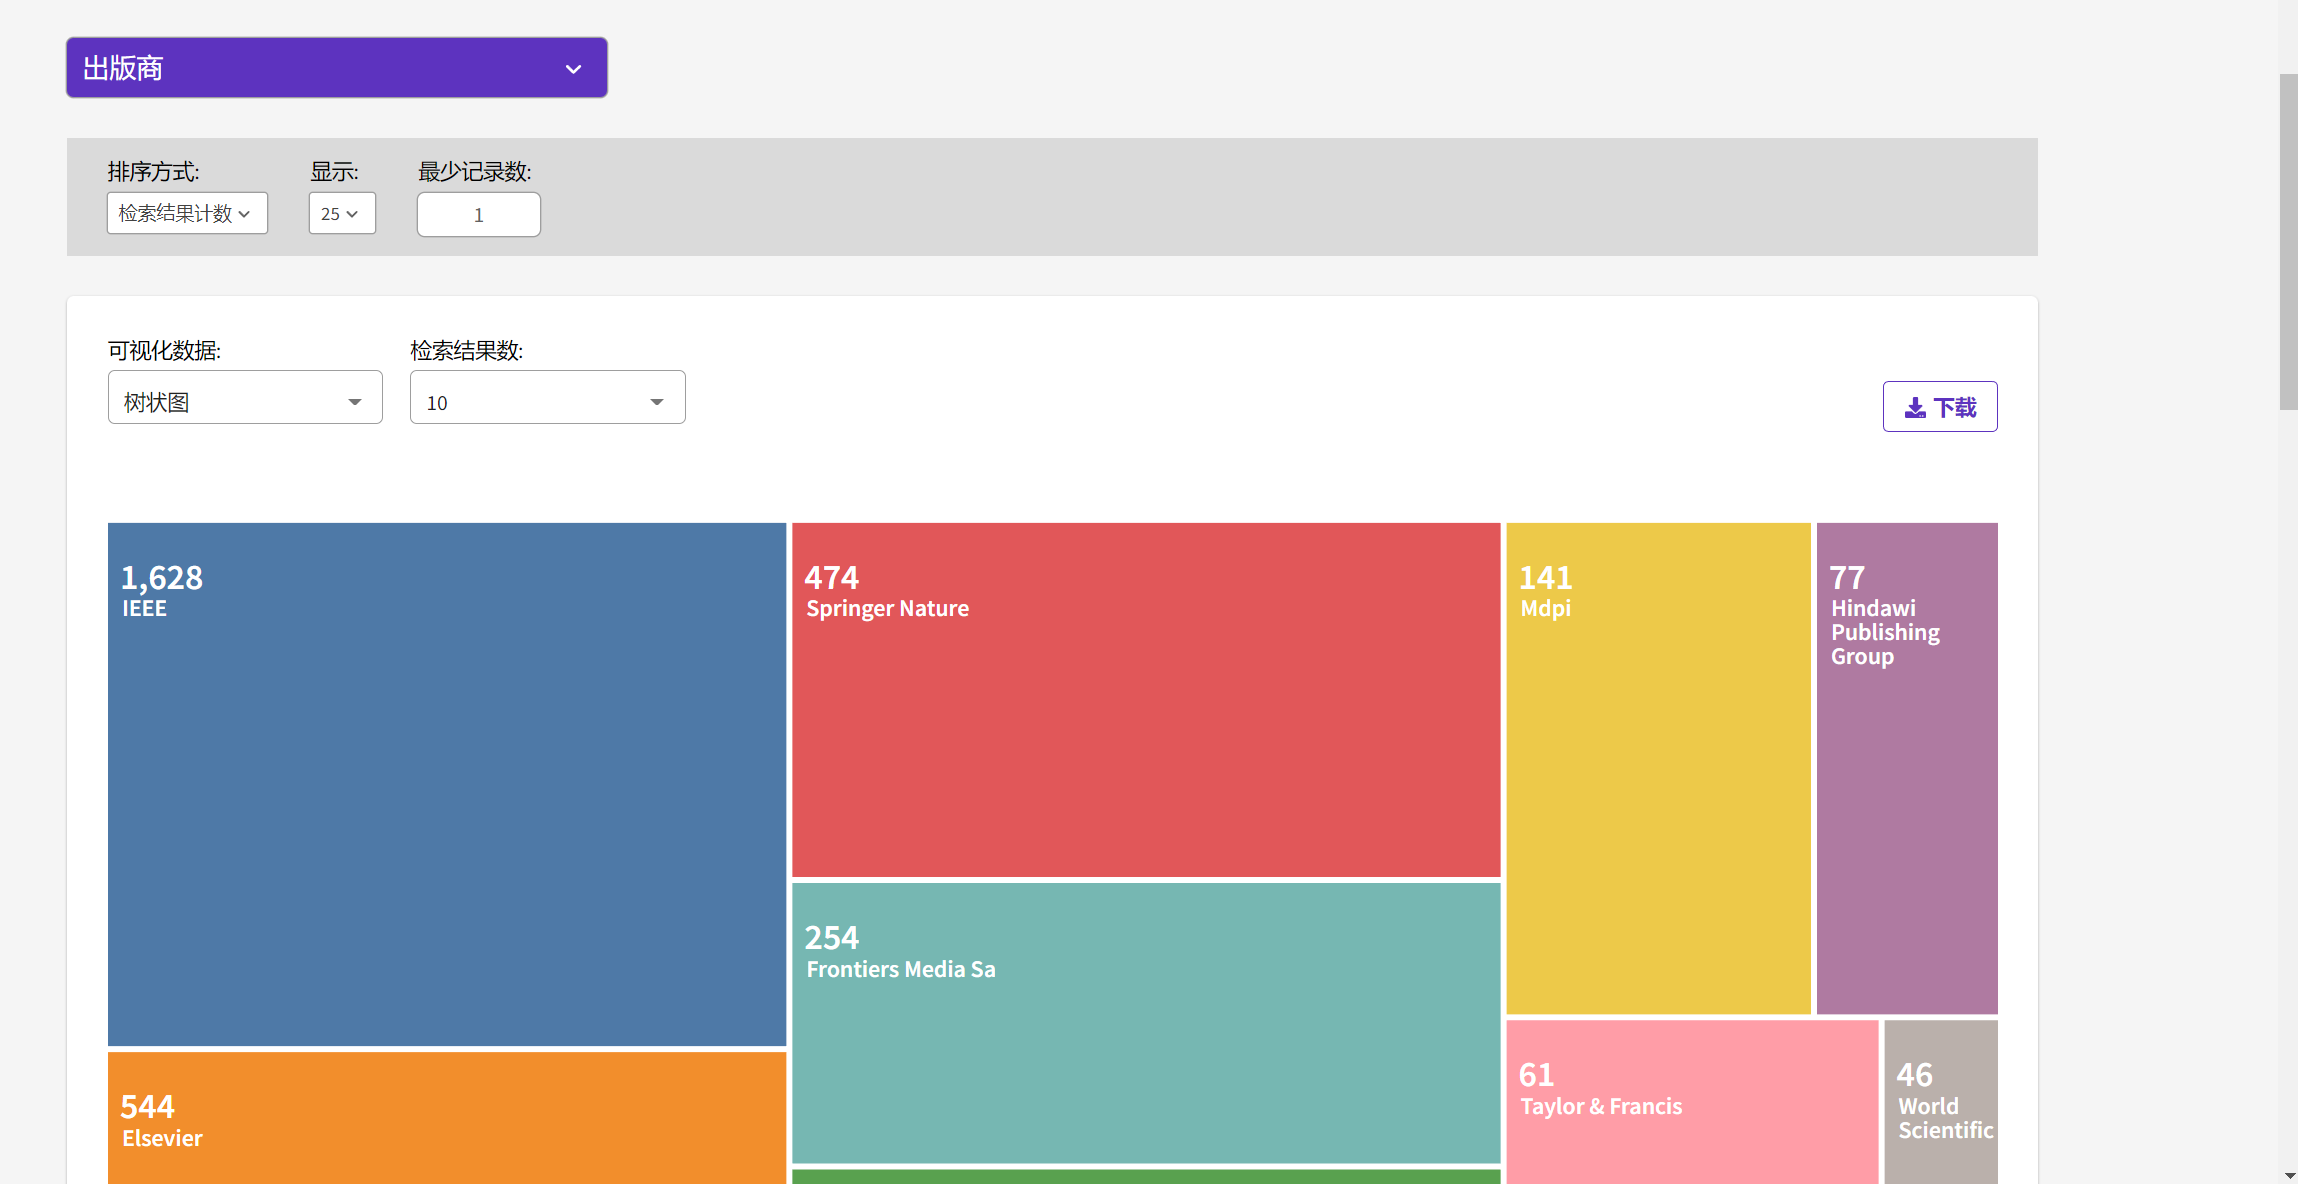 出版商
排序方式:
显示:
最少记录数:
检索结果计数
25
1
可视化数据:
检索结果数:
树状图
10
下载
1,628
IEEE
474
Springer Nature
141
Mdpi
77
Hindawi
Publishing
Group
254
Frontiers Media Sa
544
Elsevier
61
Taylor & Francis
46
World
Scientific